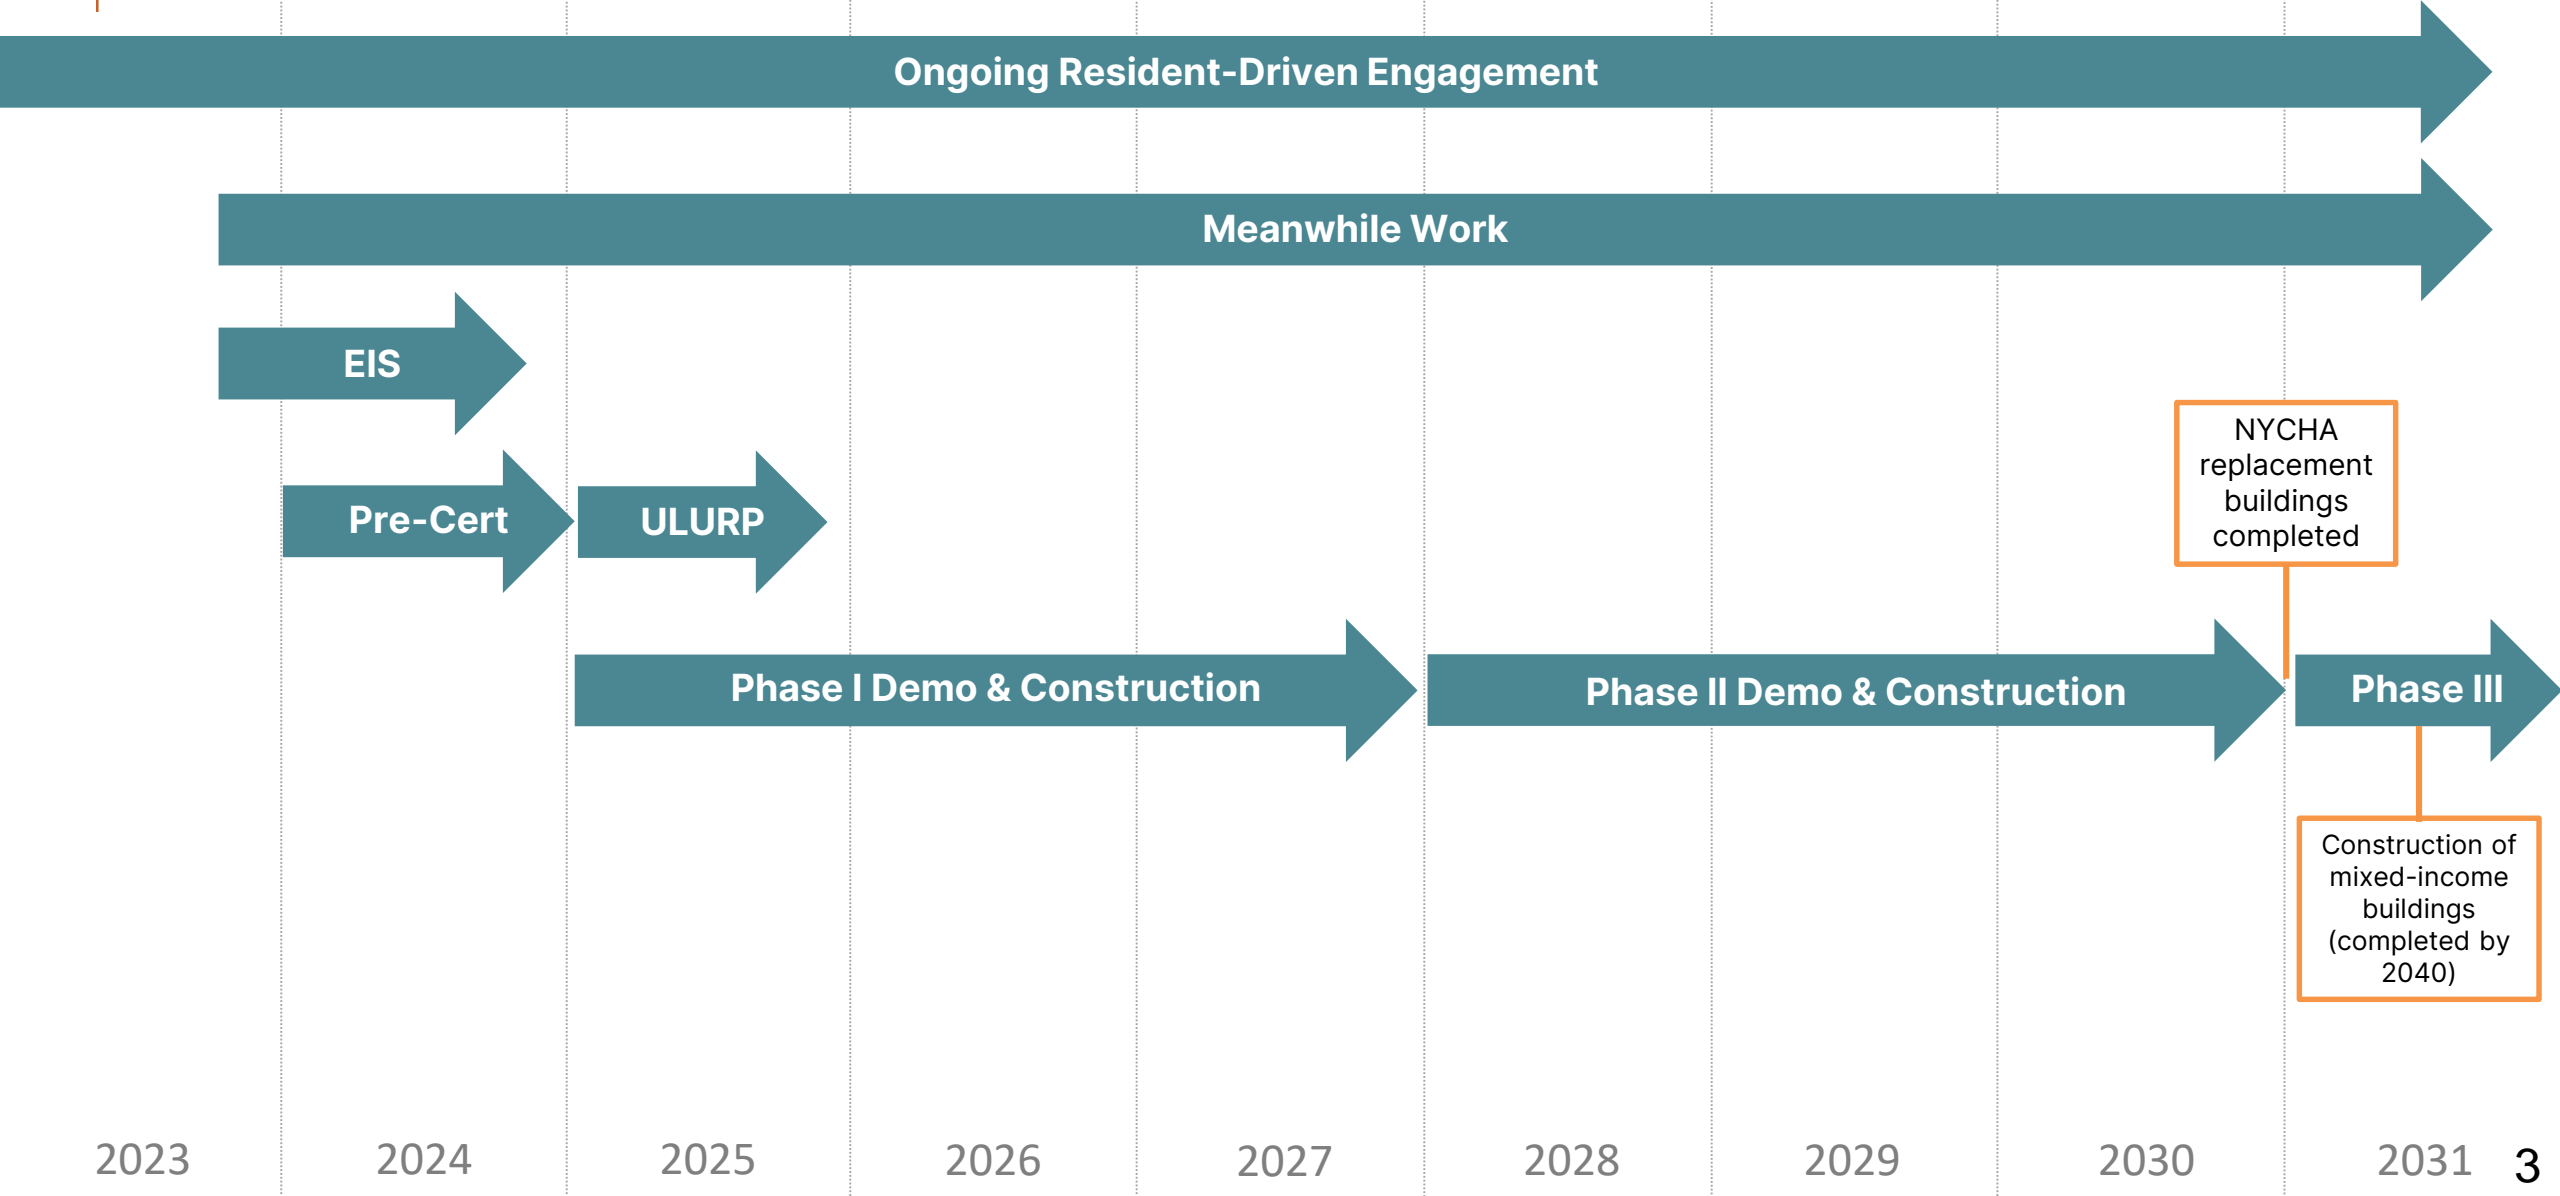 Ongoing Resident-Driven Engagement
Meanwhile Work
EIS
Pre-Cert
ULURP
NYCHA
replacement
buildings
completed
Phase I Demo & Construction
Phase II Demo & Construction
Phase III
Construction of
mixed-income
buildings
(completed by
2040)
2023 2024 2025 2026 2027 2028 2029 2030 2031 3